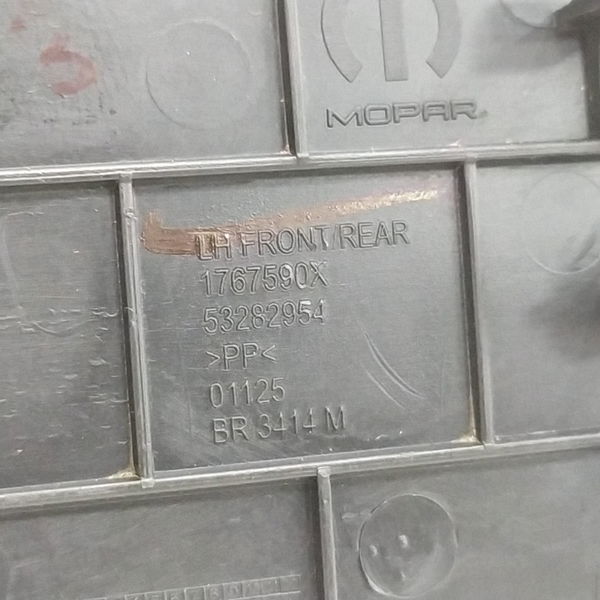 MOPAR
LH FRONT/REAR
1767590X
53282954
>PP<
01125
BR 3414 M